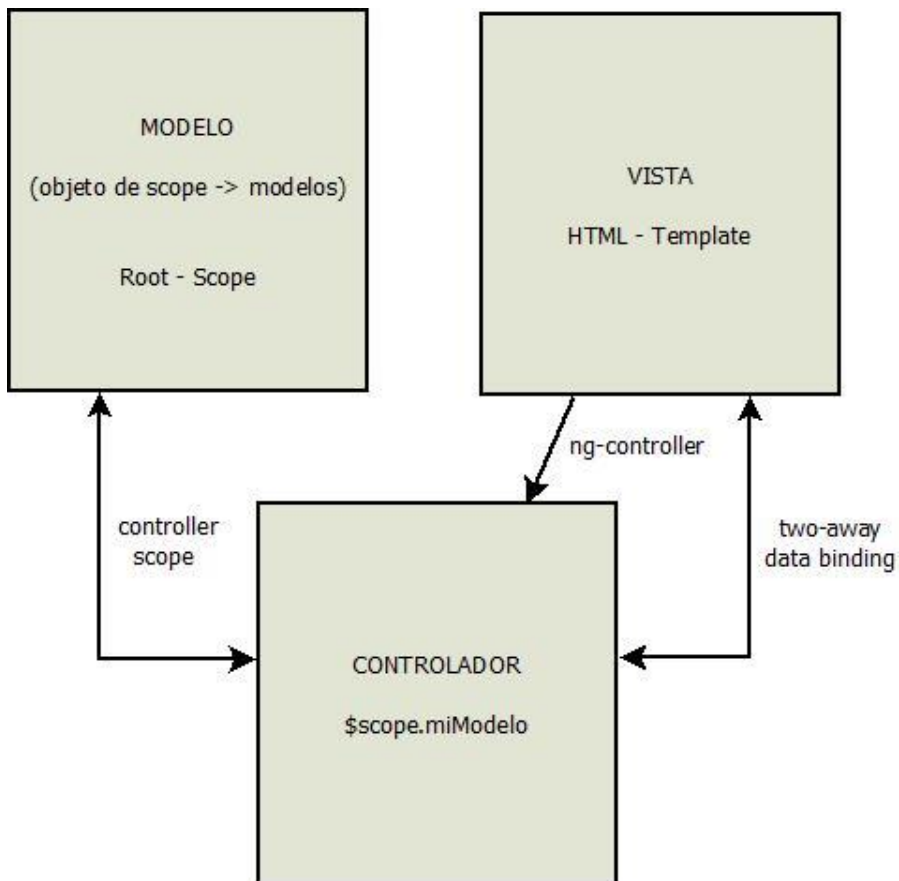 MODELO
(objeto de scope -> modelos)
Root - Scope
VISTA
HTML - Template
ng-controller
controller
scope
two-away
data binding
CONTROLADOR
$scope.miModelo